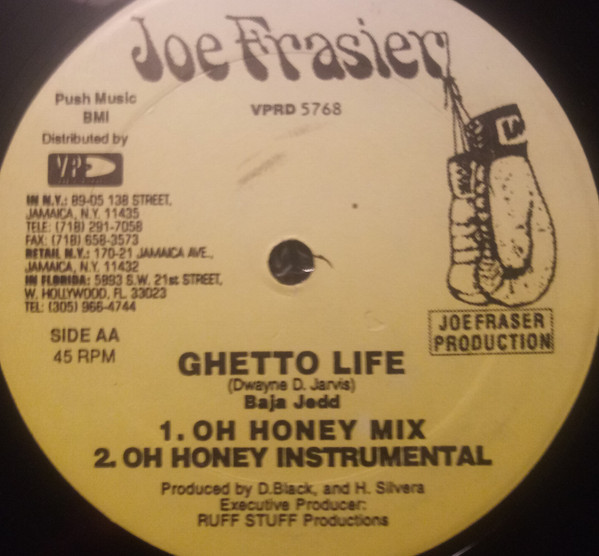 Joe Frasier
Push Music
BMI
VPRD 5768
Distributed by
VP
IN N.Y.: 89-05 138 STREET,
JAMAICA, N.Y. 11435
TELE: (718) 291-7058
FAX: (718) 658-3573
RETAIL N.Y.: 170-21 JAMAICA AVE.,
JAMAICA, N.Y. 11432
IN FLORIDA: 5893 S.W. 21st STREET,
W. HOLLYWOOD, FL 33023
TEL: (305) 966-4744
JOE FRASER
PRODUCTION
SIDE AA
45 RPM
GHETTO LIFE
(Dwayne D. Jarvis)
Baja Jedd
1. OH HONEY MIX
2. OH HONEY INSTRUMENTAL
Produced by D.Black, and H. Silvera
Executive Producer:
RUFF STUFF Productions